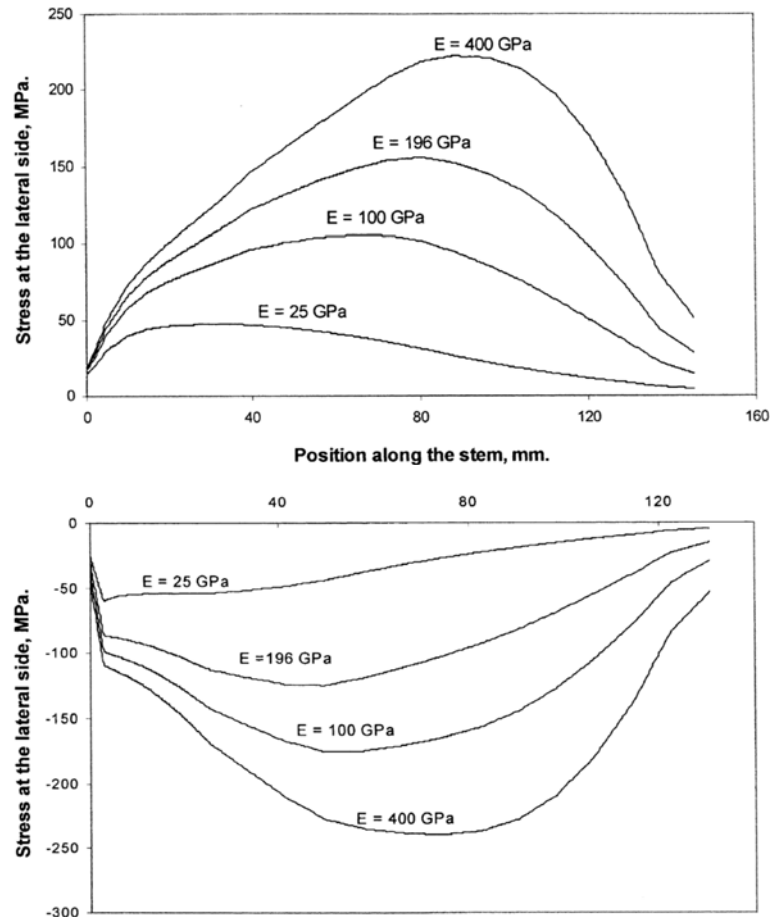 250
200
150
100
50
0
Stress at the lateral side, MPa.
E = 400 GPa
E = 196 GPa
E = 100 GPa
E = 25 GPa
0 40 80 120 160
Position along the stem, mm.
0 40 80 120
0
-50
-100
-150
-200
-250
-300
Stress at the lateral side, MPa.
E = 25 GPa
E =196 GPa
E = 100 GPa
E = 400 GPa